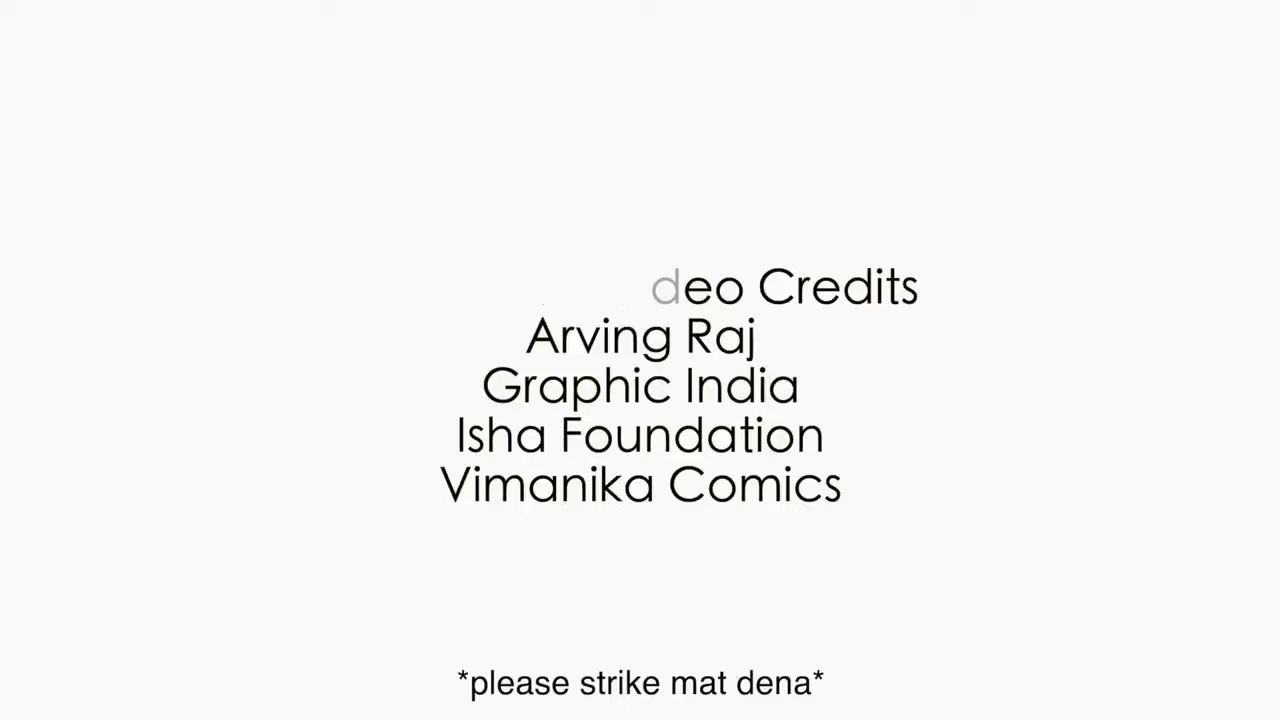 deo Credits
Arving Raj
Graphic India
Isha Foundation
Vimanika Comics
*please strike mat dena*